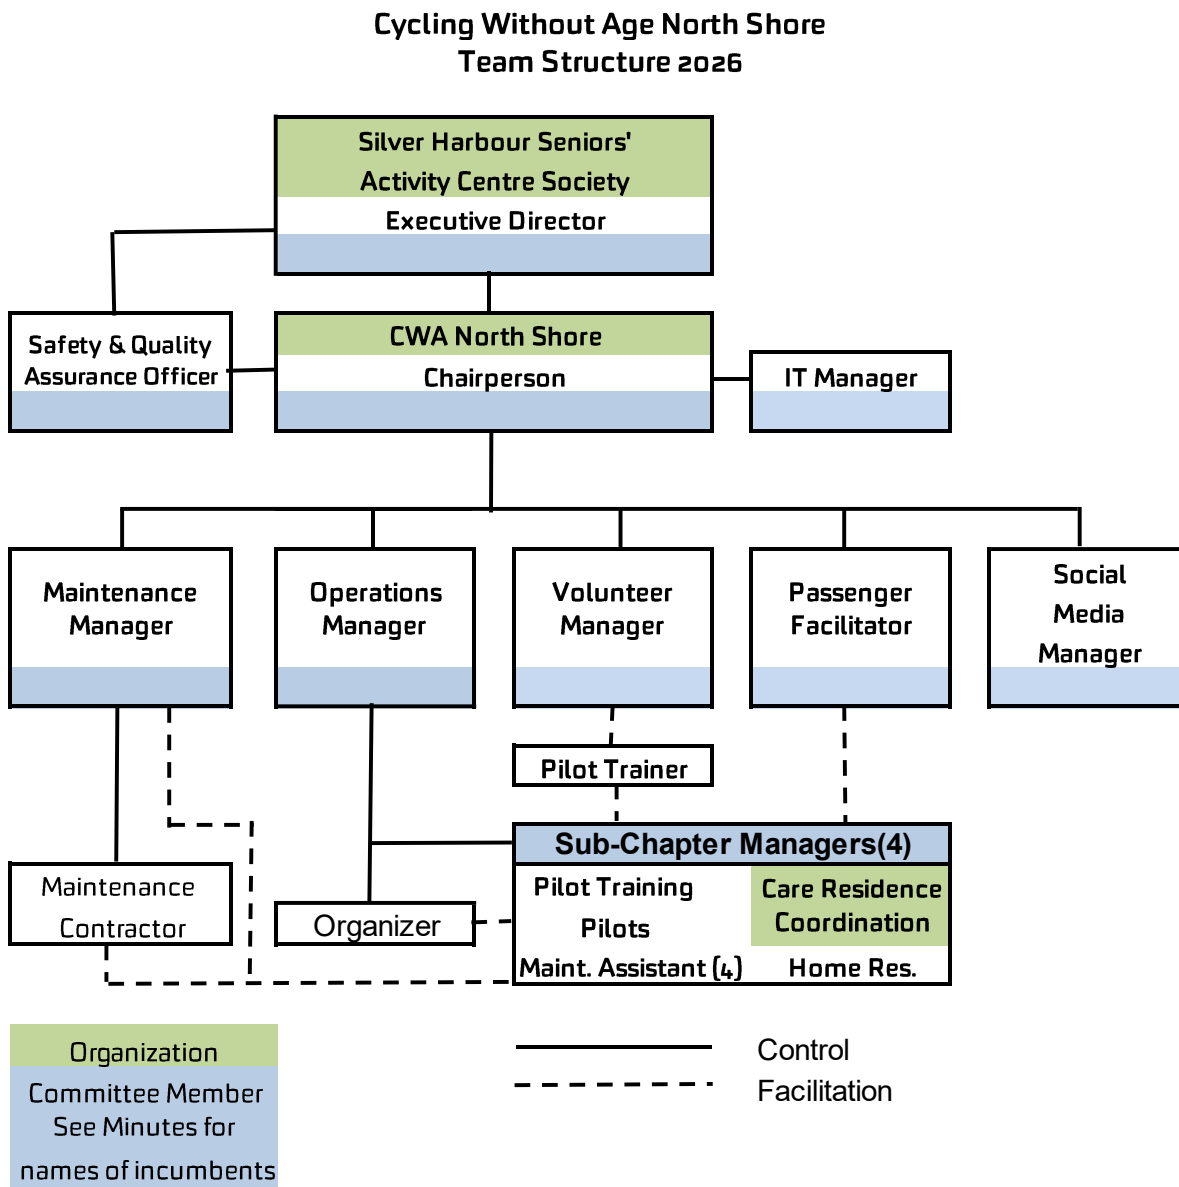 Cycling Without Age North Shore
Team Structure 2026
Silver Harbour Seniors'
Activity Centre Society
Executive Director
Safety & Quality
Assurance Officer
CWA North Shore
Chairperson
IT Manager
Maintenance
Manager
Operations
Manager
Volunteer
Manager
Passenger
Facilitator
Social
Media
Manager
Pilot Trainer
Sub-Chapter Managers(4)
Pilot Training
Pilots
Maint. Assistant (4)
Care Residence
Coordination
Home Res.
Maintenance
Contractor
Organizer
Organization
Committee Member
See Minutes for
names of incumbents
Control
Facilitation